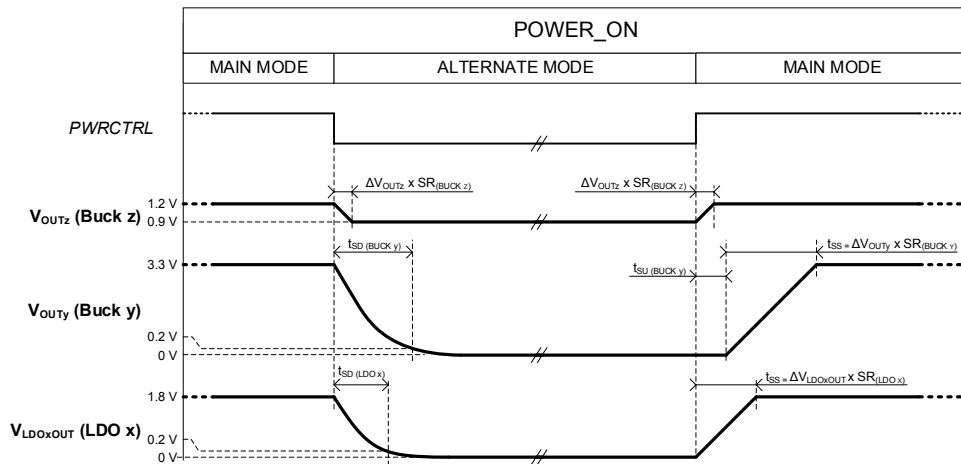 POWER_ON
MAIN MODE ALTERNATE MODE MAIN MODE
PWRCTRL
ΔVOUTz x SR(BUCK z) ΔVOUTz x SR(BUCK z)
1.2 V
VOUTz (Buck z)
0.9 V
tSD (BUCK y) tSS = ΔVOUTy x SR(BUCK Y)
3.3 V
tSU (BUCK y)
VOUTy (Buck y)
0.2 V
0 V
tSD (LDO x) tSS = ΔVLDOxOUT x SR(LDO x)
1.8 V
VLDOxOUT (LDO x)
0.2 V
0 V